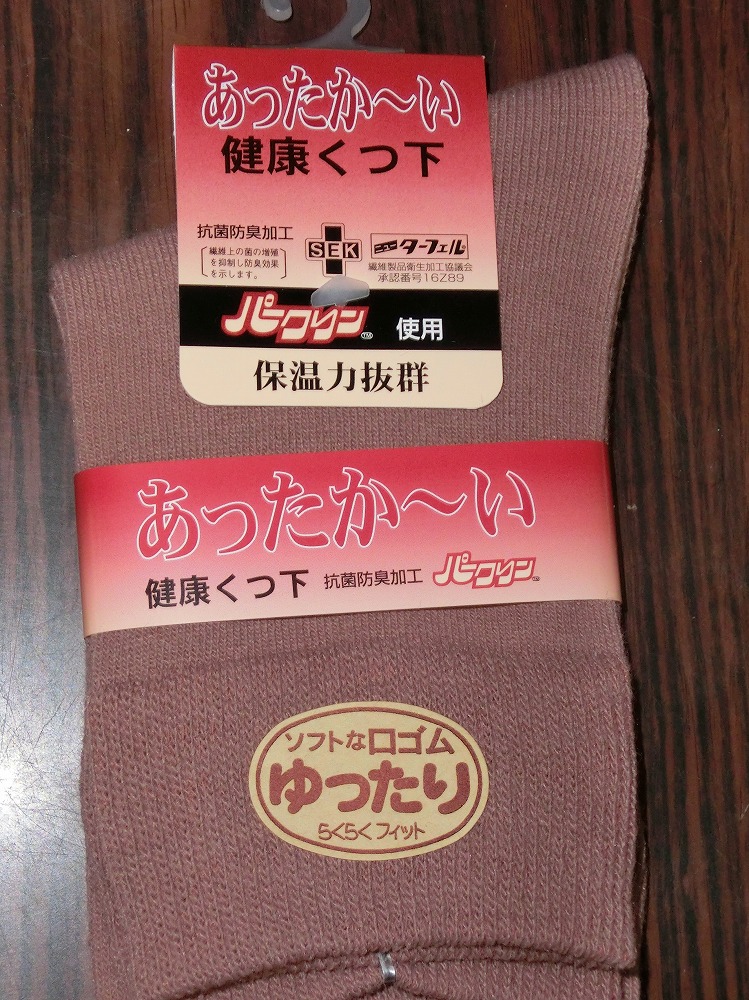 あったか〜い
健康くつ下
抗菌防臭加工
繊維上の菌の増殖
を抑制し防臭効果
を示します。
SEK
ニューターフェル
繊維製品衛生加工協議会
承認番号16Z89
パークリン™ 使用
保温力抜群
あったか〜い
健康くつ下 抗菌防臭加工 パークリン™
ソフトな口ゴム
ゆったり
らくらくフィット